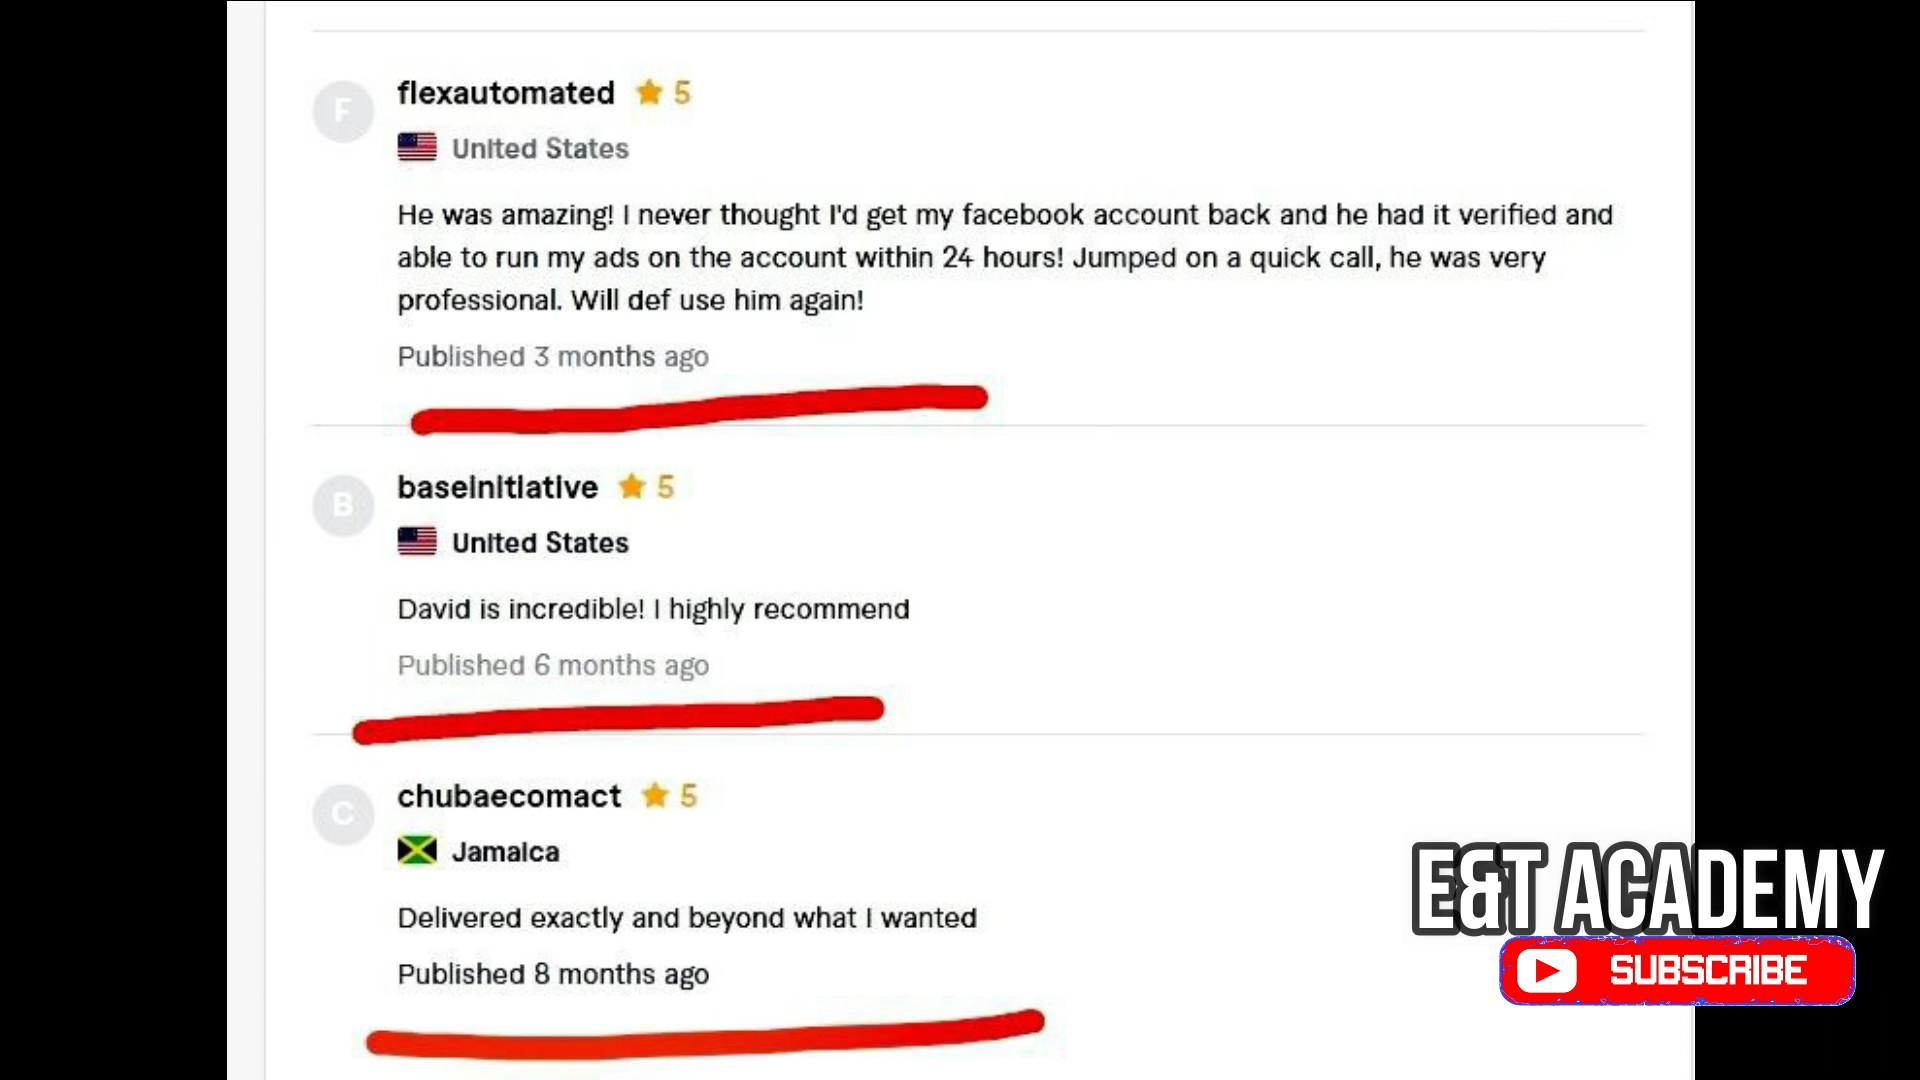 F
flexautomated ★ 5
United States
He was amazing! I never thought I'd get my facebook account back and he had it verified and
able to run my ads on the account within 24 hours! Jumped on a quick call, he was very
professional. Will def use him again!
Published 3 months ago
B
baseinitiative ★ 5
United States
David is incredible! I highly recommend
Published 6 months ago
C
chubaecomact ★ 5
Jamaica
Delivered exactly and beyond what I wanted
Published 8 months ago
E&T ACADEMY
SUBSCRIBE